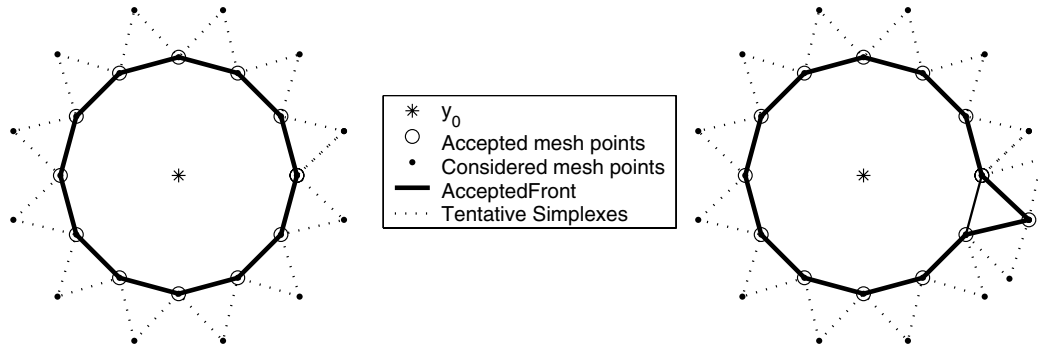 y₀
Accepted mesh points
Considered mesh points
AcceptedFront
Tentative Simplexes